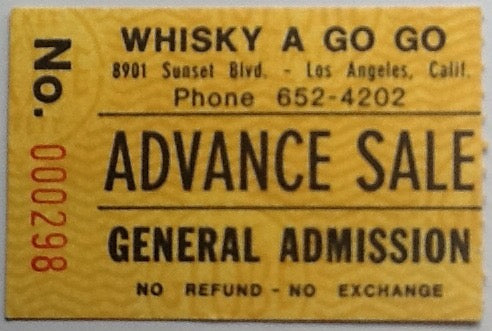 No. 000298
WHISKY A GO GO
8901 Sunset Blvd. - Los Angeles, Calif.
Phone 652-4202
ADVANCE SALE
GENERAL ADMISSION
NO REFUND - NO EXCHANGE